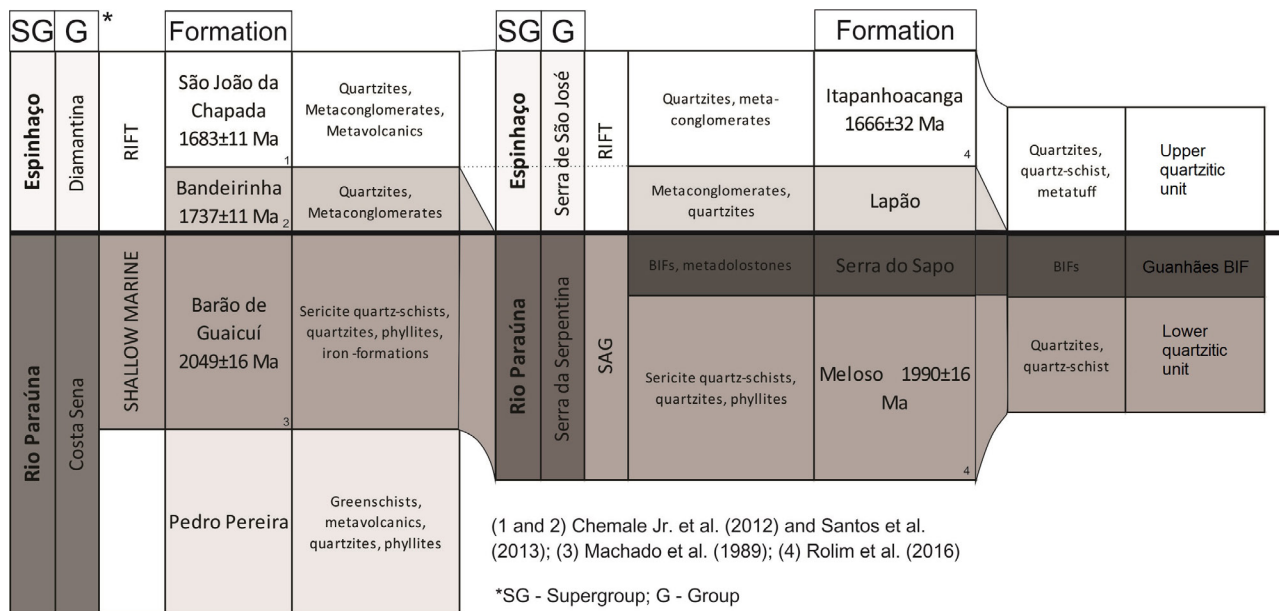 SG G * Formation SG G Formation
Espinhaço
Diamantina
RIFT
São João da
Chapada
1683±11 Ma
1
Quartzites,
Metaconglomerates,
Metavolcanics
Bandeirinha
1737±11 Ma
2
Quartzites,
Metaconglomerates
Rio Paraúna
Costa Sena
SHALLOW MARINE
Barão de
Guaicuí
2049±16 Ma
3
Sericite quartz-schists,
quartzites, phyllites,
iron -formations
Pedro Pereira
Greenschists,
metavolcanics,
quartzites, phyllites
Espinhaço
Serra de São José
RIFT
Quartzites, meta-
conglomerates
Itapanhoacanga
1666±32 Ma
4
Metaconglomerates,
quartzites
Lapão
Rio Paraúna
Serra da Serpentina
SAG
BIFs, metadolostones
Serra do Sapo
Sericite quartz-schists,
quartzites, phyllites
Meloso 1990±16
Ma
4
Quartzites,
quartz-schist,
metatuff
Upper
quartzitic
unit
BIFs
Guanhães BIF
Quartzites,
quartz-schist
Lower
quartzitic
unit
(1 and 2) Chemale Jr. et al. (2012) and Santos et al.
(2013); (3) Machado et al. (1989); (4) Rolim et al. (2016)
*SG - Supergroup; G - Group